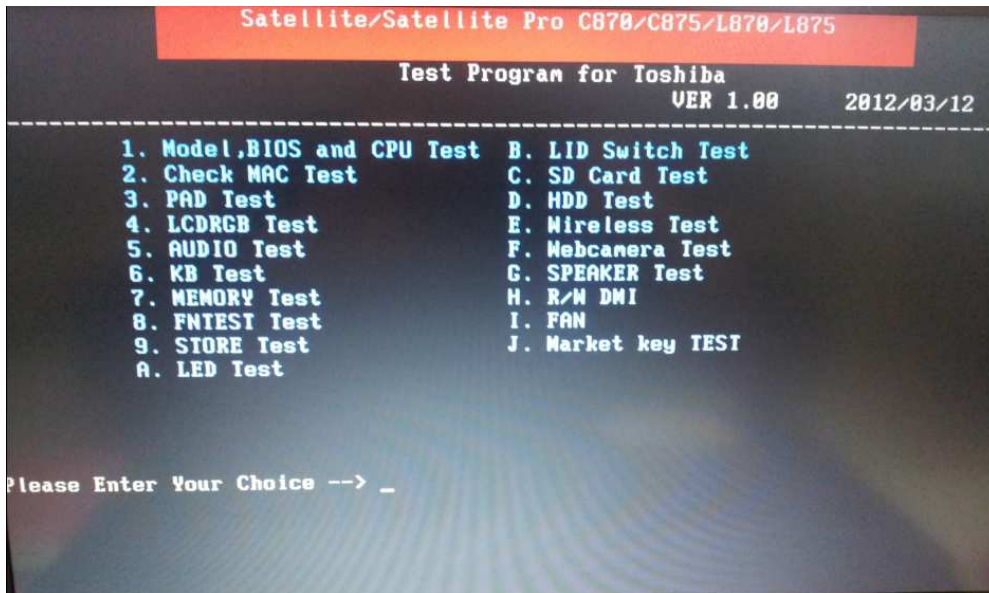 Satellite/Satellite Pro C870/C875/L870/L875
Test Program for Toshiba
VER 1.00 2012/03/12
1. Model,BIOS and CPU Test B. LID Switch Test
2. Check MAC Test C. SD Card Test
3. PAD Test D. HDD Test
4. LCDRGB Test E. Wireless Test
5. AUDIO Test F. Webcamera Test
6. KB Test G. SPEAKER Test
7. MEMORY Test H. R/W DMI
8. FNTEST Test I. FAN
9. STORE Test J. Market key TEST
A. LED Test
Please Enter Your Choice --> _